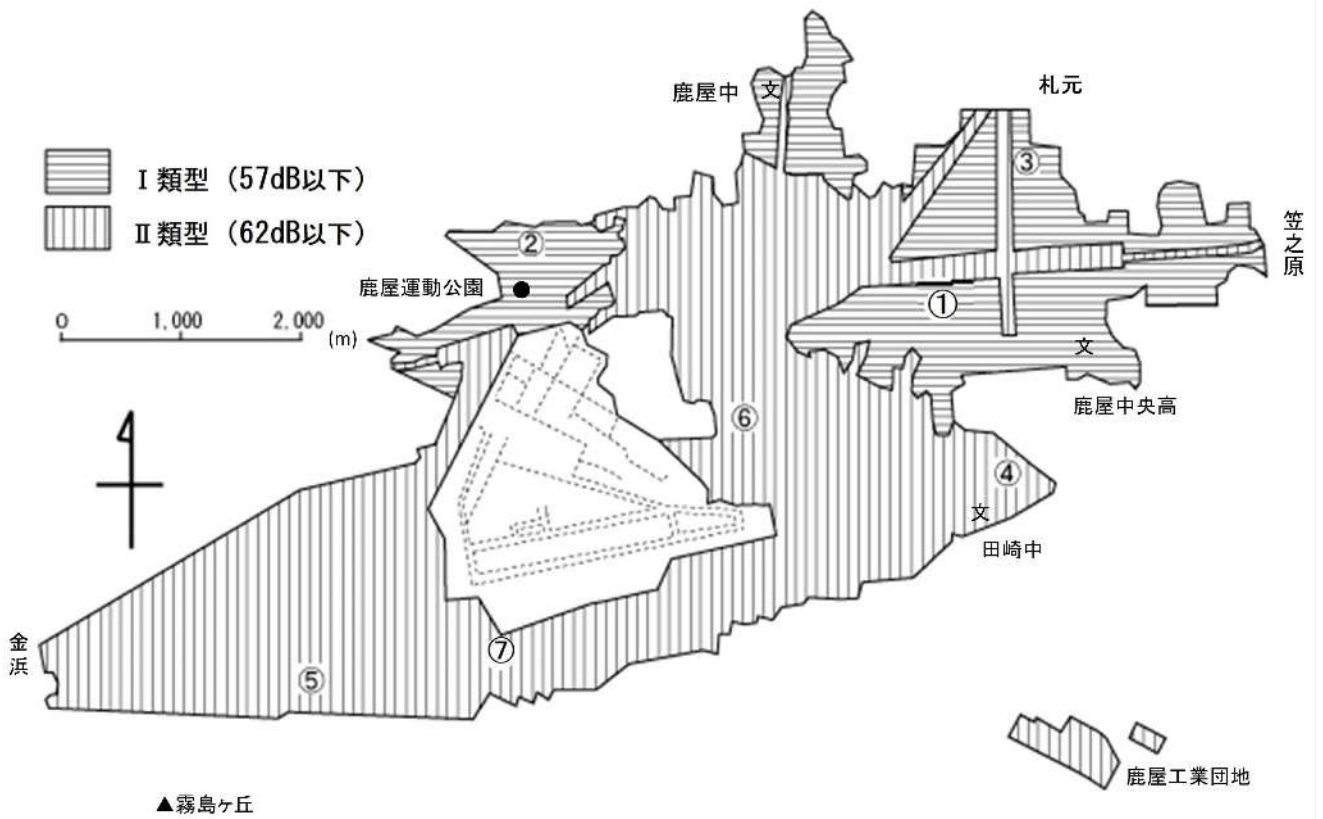 札元
鹿屋中 文
Ⅰ類型（57dB以下）
Ⅱ類型（62dB以下）
③
②
笠之原
鹿屋運動公園
①
0 1,000 2,000 (m)
文
鹿屋中央高
⑥
④
文
田崎中
金浜
⑦
⑤
鹿屋工業団地
▲霧島ヶ丘